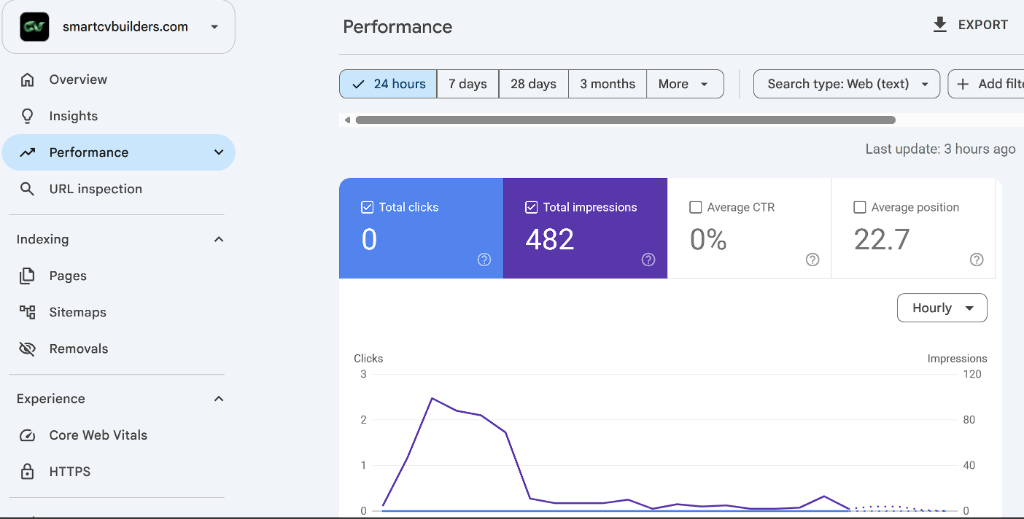 CV smartcvbuilders.com
Overview
Insights
Performance
URL inspection
Indexing
Pages
Sitemaps
Removals
Experience
Core Web Vitals
HTTPS
Performance
EXPORT
24 hours 7 days 28 days 3 months More Search type: Web (text) + Add filte
Last update: 3 hours ago
Total clicks Total impressions Average CTR Average position
0 482 0% 22.7
Hourly
Clicks Impressions
3 120
2 80
1 40
0 0